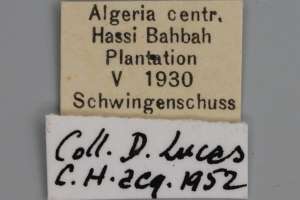 Algeria centr.
Hassi Bahbah
Plantation
V 1930
Schwingenschuss
Coll. D. Lucas
C.H. acq. 1952